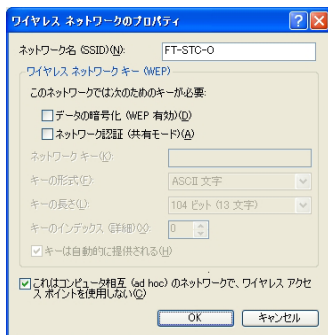 ワイヤレス ネットワークのプロパティ
ネットワーク名 (SSID)(N):
FT-STC-O
ワイヤレス ネットワーク キー (WEP)
このネットワークでは次のためのキーが必要:
データの暗号化 (WEP 有効)(D)
ネットワーク認証 (共有モード)(A)
ネットワーク キー(K):
キーの形式(F):
ASCII 文字
キーの長さ(L):
104 ビット (13 文字)
キーのインデックス (詳細)(X):
0
キーは自動的に提供される(H)
これはコンピュータ相互 (ad hoc) のネットワークで、ワイヤレス アクセ
ス ポイントを使用しない(C)
OK
キャンセル